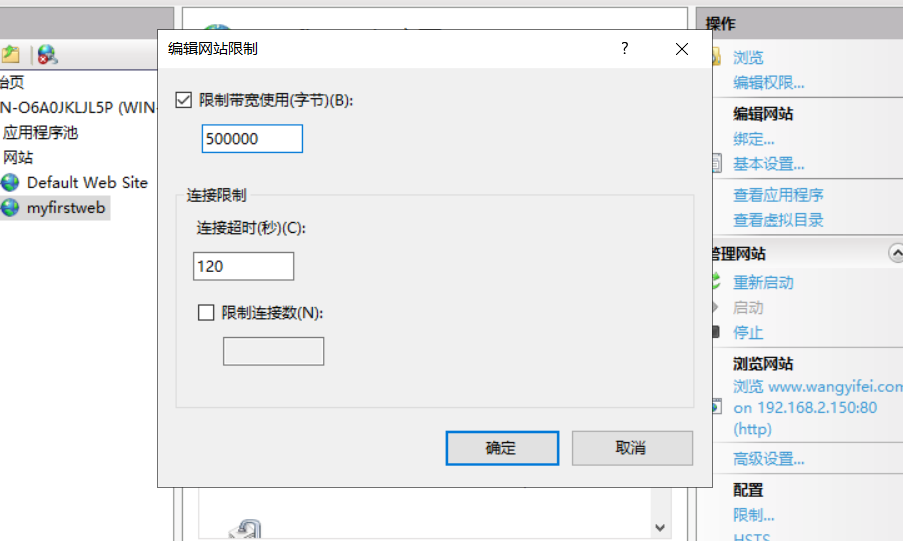 操作
编辑网站限制
?
浏览
限制带宽使用(字节)(B):
编辑权限...
500000
N-O6A0JKLJL5P (WIN-
编辑网站
应用程序池
绑定...
网站
基本设置...
Default Web Site
连接限制
查看应用程序
myfirstweb
查看虚拟目录
连接超时(秒)(C):
管理网站
120
重新启动
限制连接数(N):
启动
停止
浏览网站
浏览 www.wangyifei.com
on 192.168.2.150:80
(http)
确定
取消
高级设置...
配置
限制...
HSTS